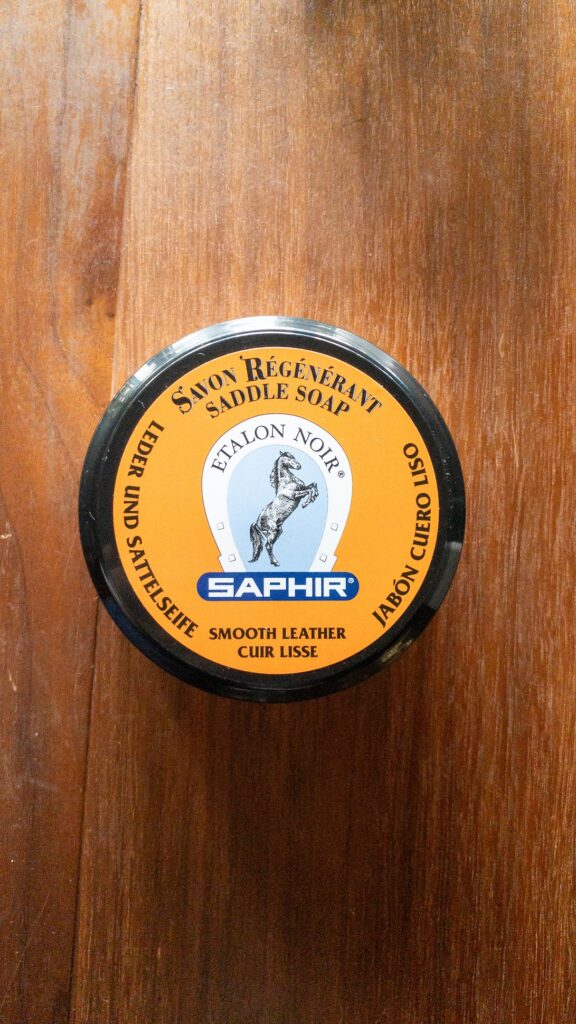 SAVON RÉGÉNÉRANT
SADDLE SOAP
ETALON NOIR®
SAPHIR®
LEDER UND SATTELSEIFE
JABÓN CUERO LISO
SMOOTH LEATHER
CUIR LISSE